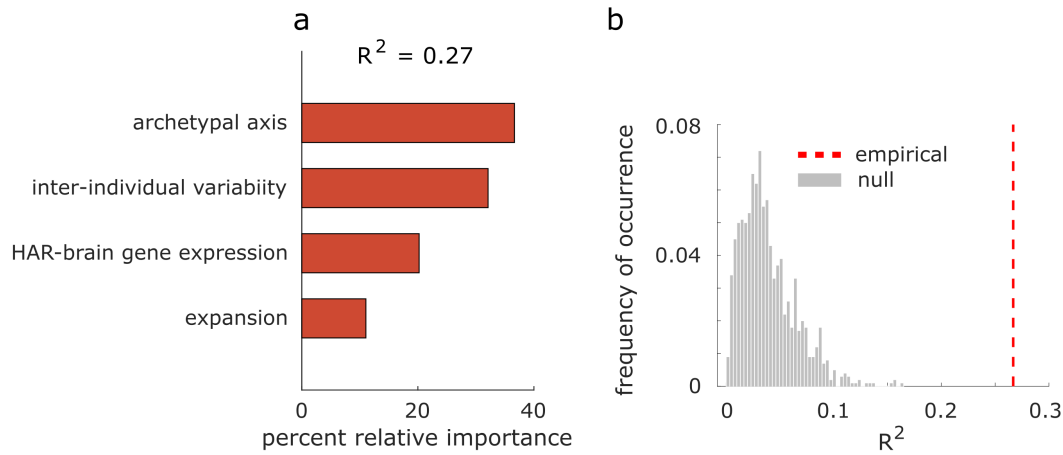 a
R² = 0.27
archetypal axis
inter-individual variabiity
HAR-brain gene expression
expansion
0
20
40
percent relative importance
b
frequency of occurrence
0.08
0.04
0
empirical
null
0
0.1
0.2
0.3
R²